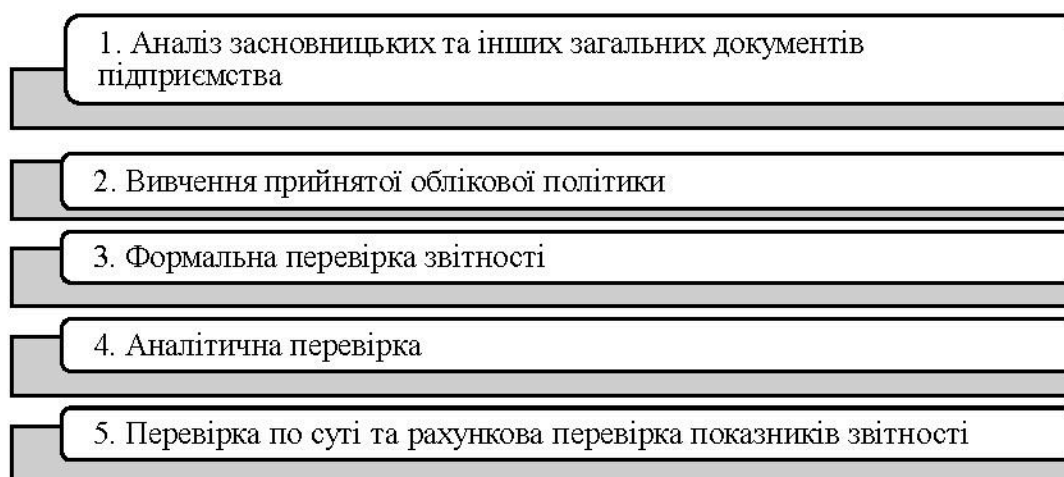 1. Аналіз засновницьких та інших загальних документів
підприємства
2. Вивчення прийнятої облікової політики
3. Формальна перевірка звітності
4. Аналітична перевірка
5. Перевірка по суті та рахункова перевірка показників звітності